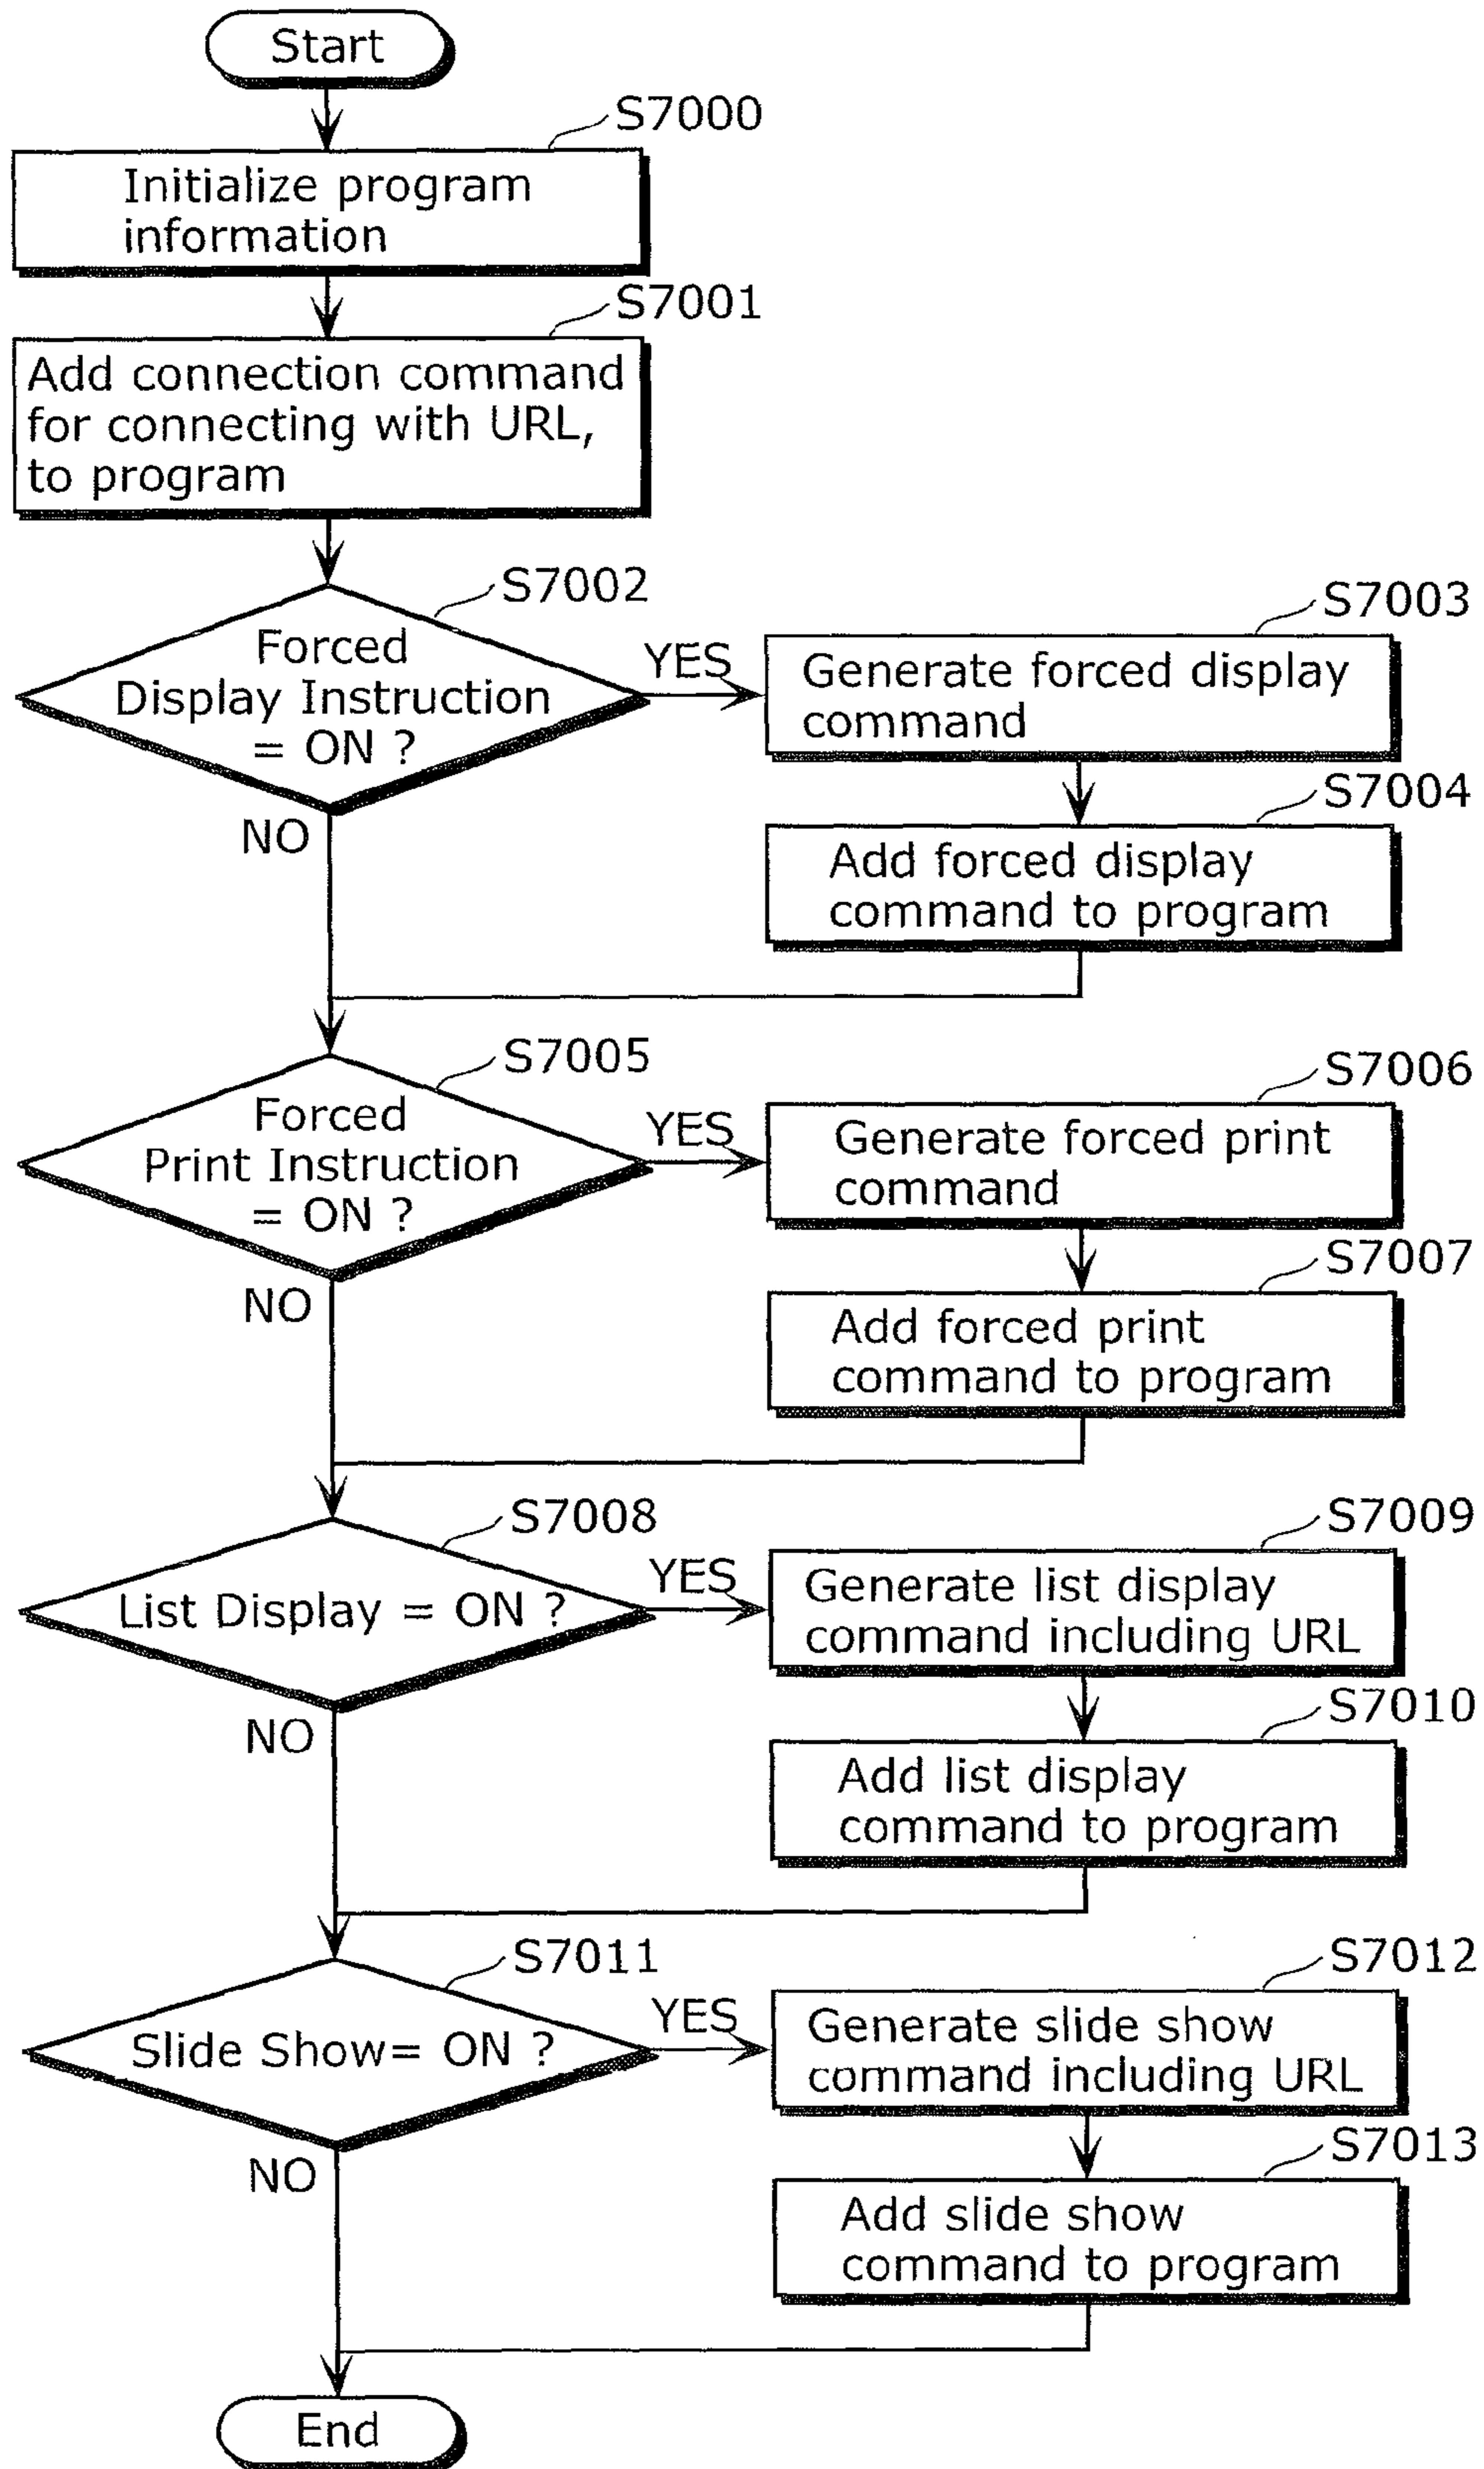 Start
S7000
Initialize program
information
S7001
Add connection command
for connecting with URL,
to program
S7002
Forced
Display Instruction
= ON ?
YES
NO
S7003
Generate forced display
command
S7004
Add forced display
command to program
S7005
Forced
Print Instruction
= ON ?
YES
NO
S7006
Generate forced print
command
S7007
Add forced print
command to program
S7008
List Display = ON ?
YES
NO
S7009
Generate list display
command including URL
S7010
Add list display
command to program
S7011
Slide Show= ON ?
YES
NO
S7012
Generate slide show
command including URL
S7013
Add slide show
command to program
End